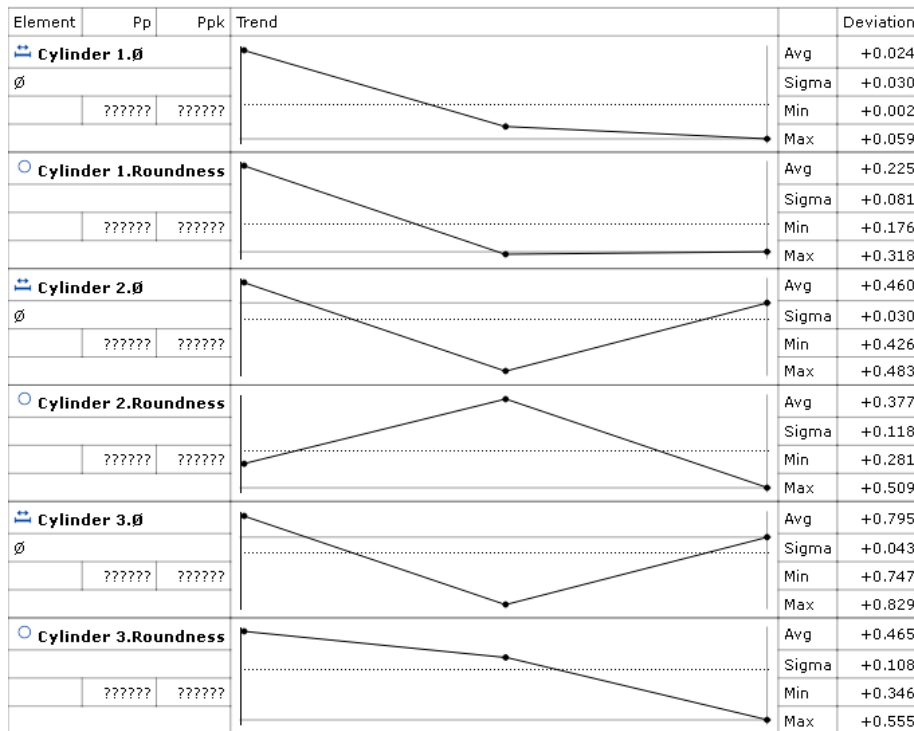 Element Pp Ppk Trend Deviation
Cylinder 1.Ø Avg +0.024
Ø Sigma +0.030
?????? ?????? Min +0.002
Max +0.059
Cylinder 1.Roundness Avg +0.225
Sigma +0.081
?????? ?????? Min +0.176
Max +0.318
Cylinder 2.Ø Avg +0.460
Ø Sigma +0.030
?????? ?????? Min +0.426
Max +0.483
Cylinder 2.Roundness Avg +0.377
Sigma +0.118
?????? ?????? Min +0.281
Max +0.509
Cylinder 3.Ø Avg +0.795
Ø Sigma +0.043
?????? ?????? Min +0.747
Max +0.829
Cylinder 3.Roundness Avg +0.465
Sigma +0.108
?????? ?????? Min +0.346
Max +0.555